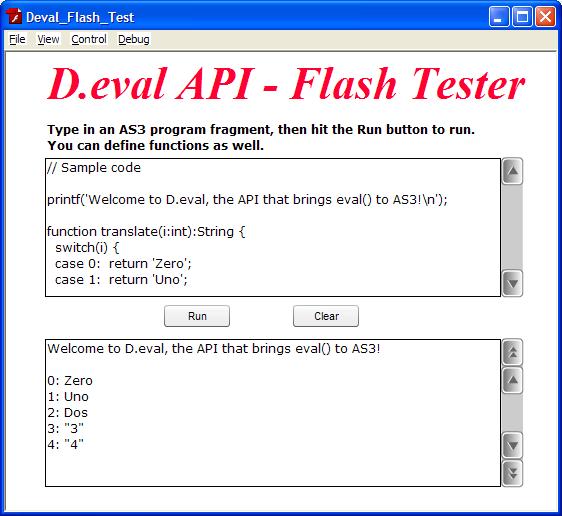 Deval_Flash_Test
File View Control Debug
D.eval API - Flash Tester
Type in an AS3 program fragment, then hit the Run button to run.
You can define functions as well.
// Sample code
printf('Welcome to D.eval, the API that brings eval() to AS3!\n');
function translate(i:int):String {
switch(i) {
case 0:  return 'Zero';
case 1:  return 'Uno';
Run Clear
Welcome to D.eval, the API that brings eval() to AS3!
0: Zero
1: Uno
2: Dos
3: "3"
4: "4"